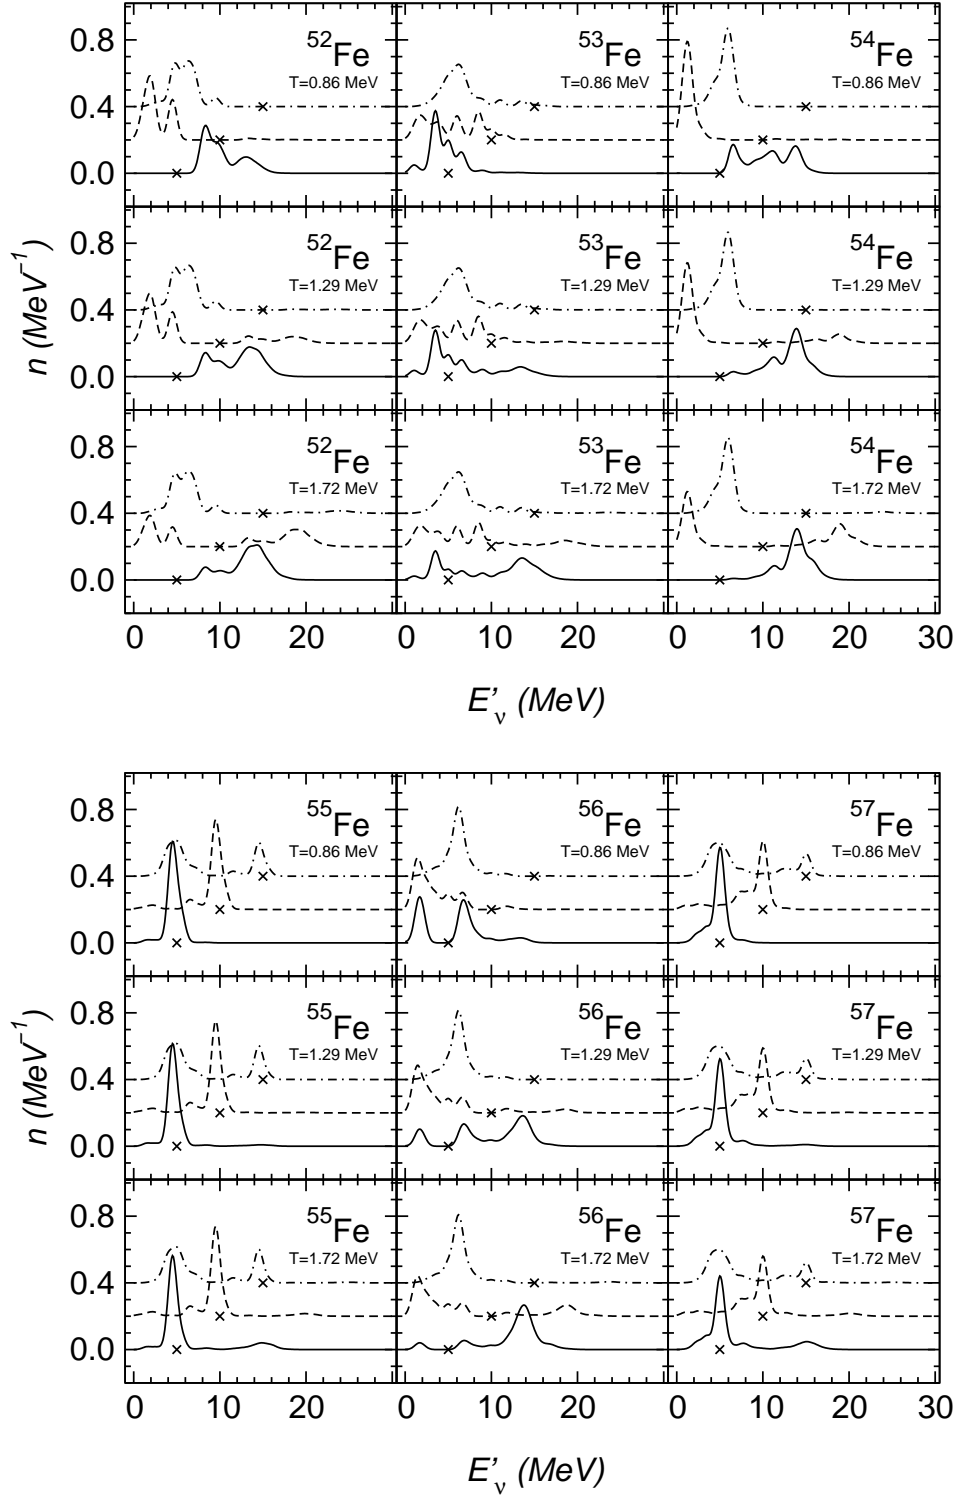 0.8
0.4
0.0
52Fe
T=0.86 MeV
53Fe
T=0.86 MeV
54Fe
T=0.86 MeV
0.8
0.4
0.0
52Fe
T=1.29 MeV
53Fe
T=1.29 MeV
54Fe
T=1.29 MeV
n (MeV−1)
0.8
0.4
0.0
52Fe
T=1.72 MeV
53Fe
T=1.72 MeV
54Fe
T=1.72 MeV
0 10 20 0 10 20 0 10 20 30
E'ν (MeV)
0.8
0.4
0.0
55Fe
T=0.86 MeV
56Fe
T=0.86 MeV
57Fe
T=0.86 MeV
0.8
0.4
0.0
55Fe
T=1.29 MeV
56Fe
T=1.29 MeV
57Fe
T=1.29 MeV
n (MeV−1)
0.8
0.4
0.0
55Fe
T=1.72 MeV
56Fe
T=1.72 MeV
57Fe
T=1.72 MeV
0 10 20 0 10 20 0 10 20 30
E'ν (MeV)